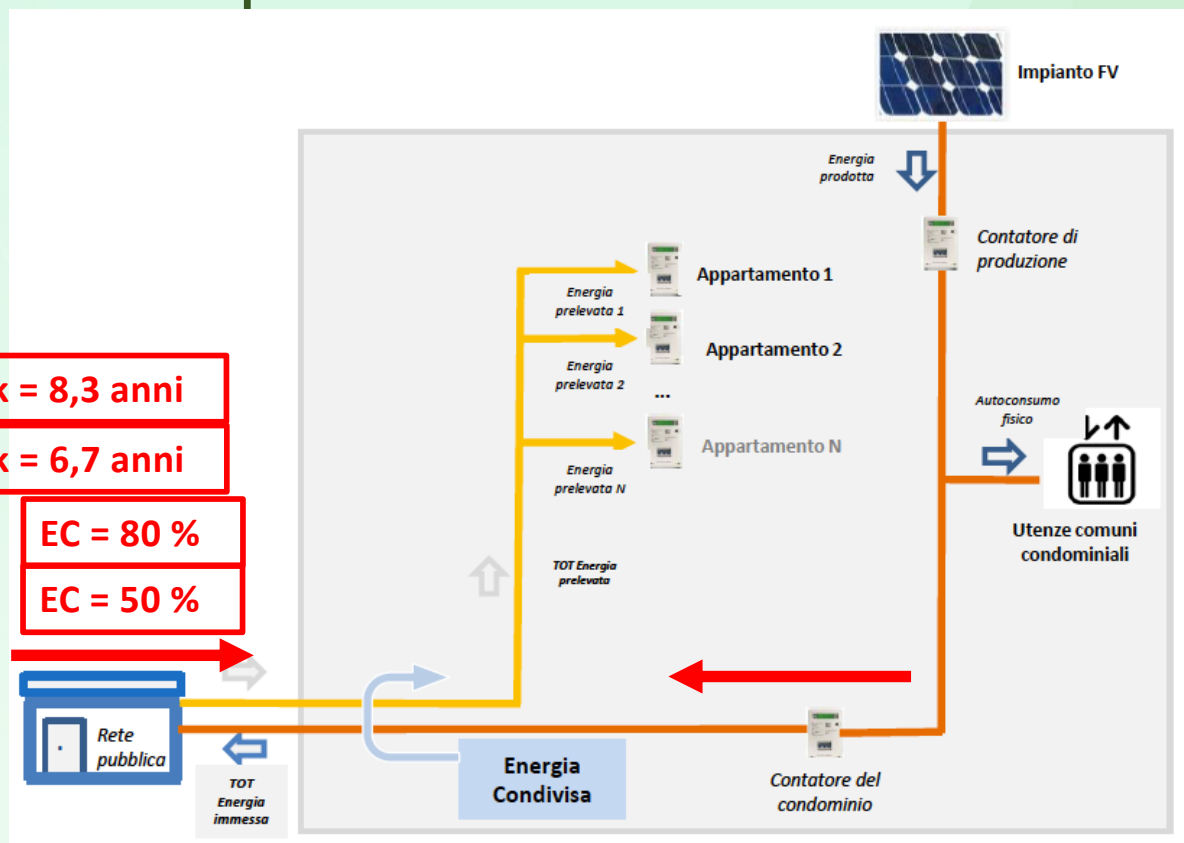 Impianto FV
Energia
prodotta
Contatore di
produzione
Appartamento 1
Energia
prelevata 1
Appartamento 2
Energia
prelevata 2
...
Appartamento N
Energia
prelevata N
Autoconsumo
fisico
Utenze comuni
condominiali
= 8,3 anni
= 6,7 anni
EC = 80 %
EC = 50 %
TOT Energia
prelevata
Rete
pubblica
TOT
Energia
immessa
Energia
Condivisa
Contatore del
condominio